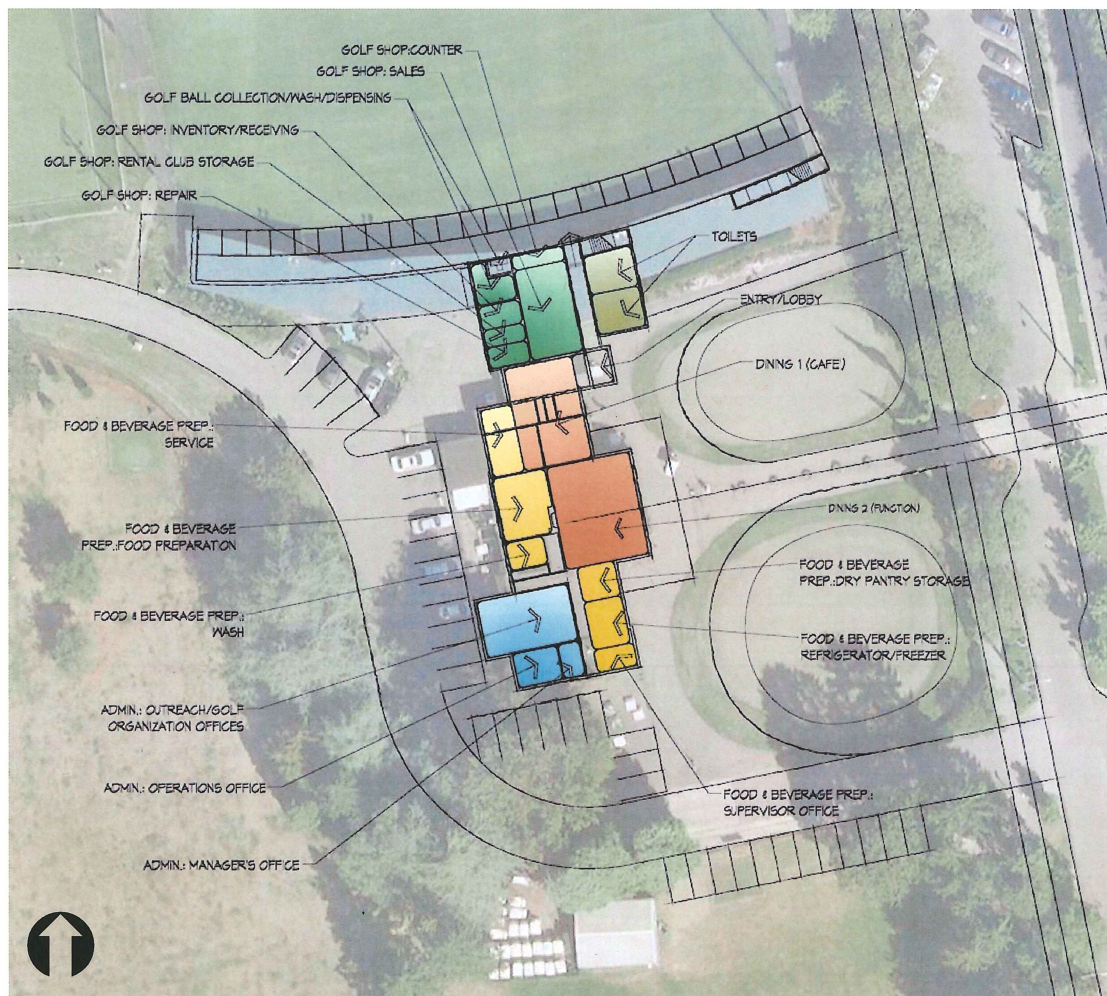 GOLF SHOP:COUNTER
GOLF SHOP: SALES
GOLF BALL COLLECTION/WASH/DISPENSING
GOLF SHOP: INVENTORY/RECEIVING
GOLF SHOP: RENTAL CLUB STORAGE
GOLF SHOP: REPAIR
TOILETS
ENTRY/LOBBY
DINING 1 (CAFE)
FOOD & BEVERAGE PREP.:
SERVICE
DINING 2 (FUNCTION)
FOOD & BEVERAGE
PREP.:FOOD PREPARATION
FOOD & BEVERAGE
PREP.:DRY PANTRY STORAGE
FOOD & BEVERAGE PREP.:
WASH
FOOD & BEVERAGE PREP.:
REFRIGERATOR/FREEZER
ADMIN.: OUTREACH/GOLF
ORGANIZATION OFFICES
ADMIN.: OPERATIONS OFFICE
FOOD & BEVERAGE PREP.:
SUPERVISOR OFFICE
ADMIN.: MANAGER'S OFFICE